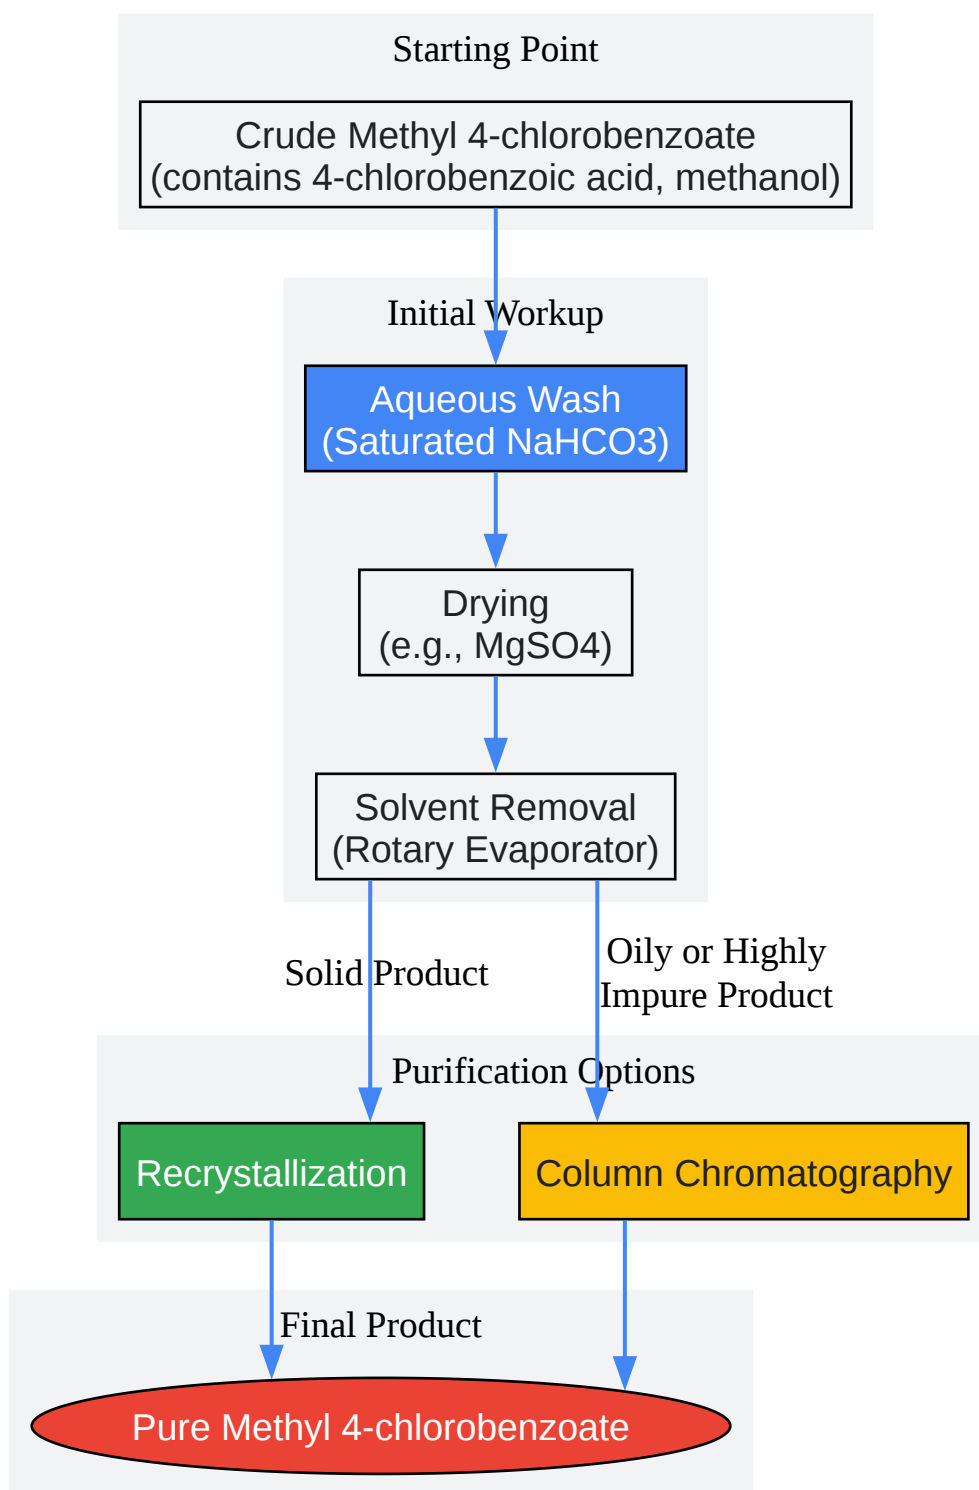 Starting Point
Crude Methyl 4-chlorobenzoate
(contains 4-chlorobenzoic acid, methanol)
Initial Workup
Aqueous Wash
(Saturated NaHCO3)
Drying
(e.g., MgSO4)
Solvent Removal
(Rotary Evaporator)
Solid Product
Oily or Highly
Impure Product
Purification Options
Recrystallization
Column Chromatography
Final Product
Pure Methyl 4-chlorobenzoate